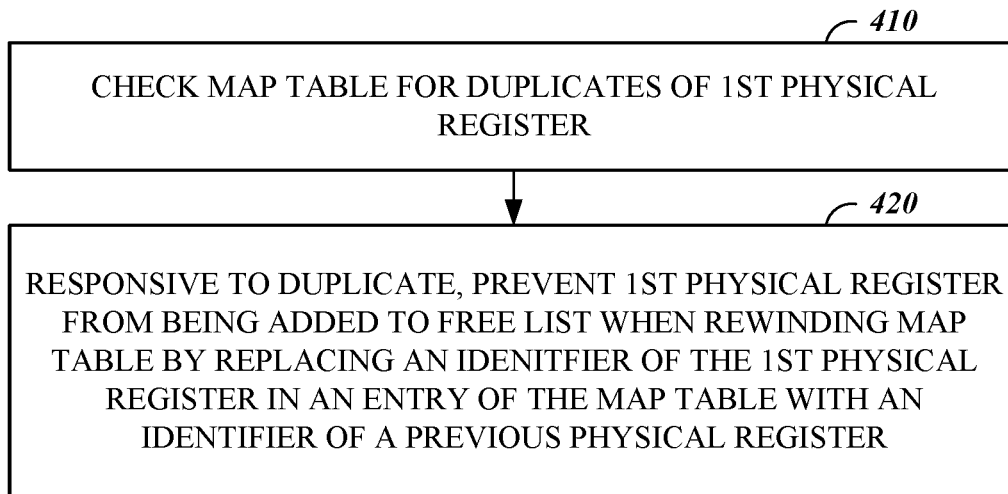 410
CHECK MAP TABLE FOR DUPLICATES OF 1ST PHYSICAL
REGISTER
420
RESPONSIVE TO DUPLICATE, PREVENT 1ST PHYSICAL REGISTER
FROM BEING ADDED TO FREE LIST WHEN REWINDING MAP
TABLE BY REPLACING AN IDENITFIER OF THE 1ST PHYSICAL
REGISTER IN AN ENTRY OF THE MAP TABLE WITH AN
IDENTIFIER OF A PREVIOUS PHYSICAL REGISTER